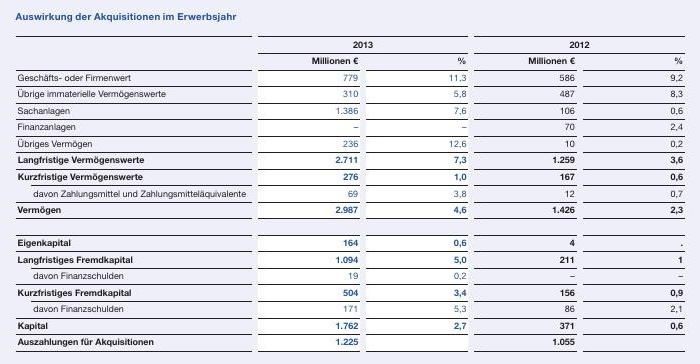 Auswirkung der Akquisitionen im Erwerbsjahr
2013 2012
Millionen € % Millionen € %
Geschäfts- oder Firmenwert 779 11,3 586 9,2
Übrige immaterielle Vermögenswerte 310 5,8 487 8,3
Sachanlagen 1.386 7,6 106 0,6
Finanzanlagen – – 70 2,4
Übriges Vermögen 236 12,6 10 0,2
Langfristige Vermögenswerte 2.711 7,3 1.259 3,6
Kurzfristige Vermögenswerte 276 1,0 167 0,6
davon Zahlungsmittel und Zahlungsmitteläquivalente 69 3,8 12 0,7
Vermögen 2.987 4,6 1.426 2,3
Eigenkapital 164 0,6 4 .
Langfristiges Fremdkapital 1.094 5,0 211 1
davon Finanzschulden 19 0,2 – –
Kurzfristiges Fremdkapital 504 3,4 156 0,9
davon Finanzschulden 171 5,3 86 2,1
Kapital 1.762 2,7 371 0,6
Auszahlungen für Akquisitionen 1.225 1.055